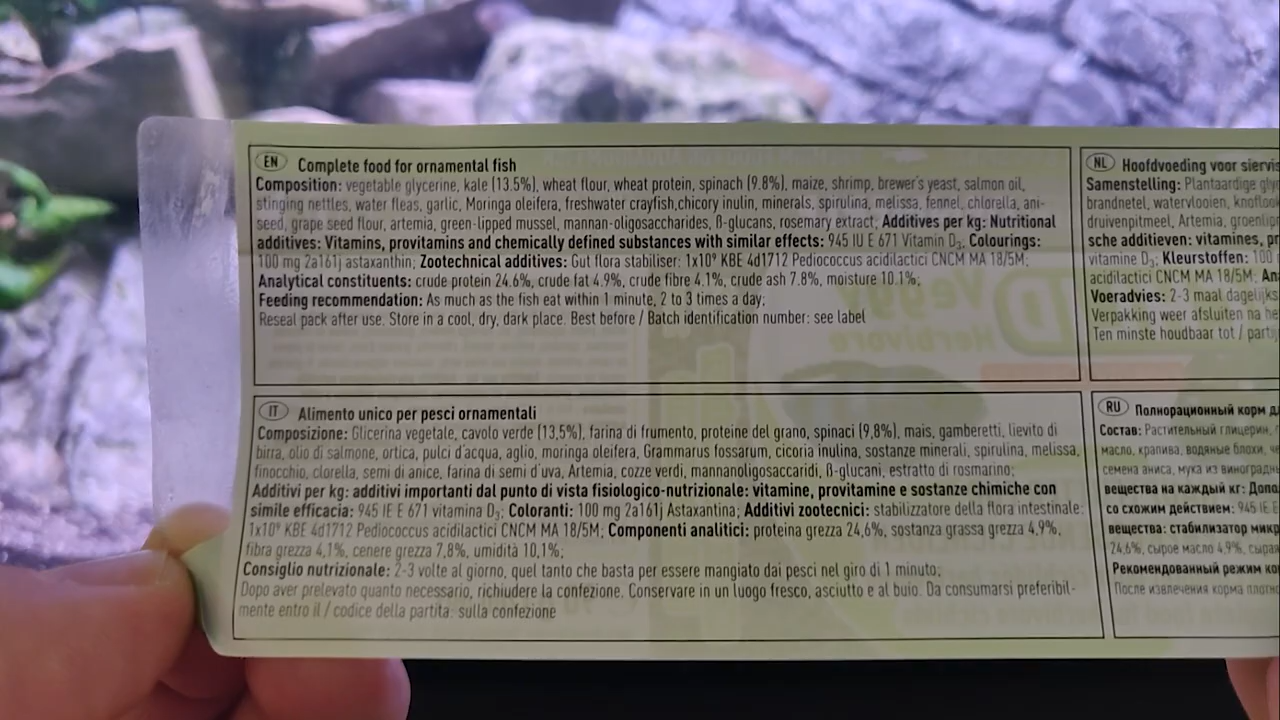 EN Complete food for ornamental fish
Composition: vegetable glycerine, kale (13.5%), wheat flour, wheat protein, spinach (9.8%), maize, shrimp, brewer's yeast, salmon oil,
stinging nettles, water fleas, garlic, Moringa oleifera, freshwater crayfish,chicory inulin, minerals, spirulina, melissa, fennel, chlorella, ani-
seed, grape seed flour, artemia, green-lipped mussel, mannan-oligosaccharides, ß-glucans, rosemary extract; Additives per kg: Nutritional
additives: Vitamins, provitamins and chemically defined substances with similar effects: 945 IU E 671 Vitamin D₃. Colourings:
100 mg 2a161j astaxanthin; Zootechnical additives: Gut flora stabiliser: 1x10⁹ KBE 4d1712 Pediococcus acidilactici CNCM MA 18/5M;
Analytical constituents: crude protein 24.6%, crude fat 4.9%, crude fibre 4.1%, crude ash 7.8%, moisture 10.1%;
Feeding recommendation: As much as the fish eat within 1 minute, 2 to 3 times a day;
Reseal pack after use. Store in a cool, dry, dark place. Best before / Batch identification number: see label
NL Hoofdvoeding voor siervis
Samenstelling: Plantaardige gly
brandnetel, watervlooien, knoflook
druivenpitmeel, Artemia, groenlip
sche additieven: vitamines, pr
vitamine D₃; Kleurstoffen: 100
acidilactici CNCM MA 18/5M; An
Voeradvies: 2-3 maal dagelijks
Verpakking weer afsluiten na he
Ten minste houdbaar tot / partij
Veggy
Herbivore
IT Alimento unico per pesci ornamentali
Composizione: Glicerina vegetale, cavolo verde (13,5%), farina di frumento, proteine del grano, spinaci (9,8%), mais, gamberetti, lievito di
birra, olio di salmone, ortica, pulci d'acqua, aglio, moringa oleifera, Grammarus fossarum, cicoria inulina, sostanze minerali, spirulina, melissa,
finocchio, clorella, semi di anice, farina di semi d'uva, Artemia, cozze verdi, mannanoligosaccaridi, ß-glucani, estratto di rosmarino;
Additivi per kg: additivi importanti dal punto di vista fisiologico-nutrizionale: vitamine, provitamine e sostanze chimiche con
simile efficacia: 945 IE E 671 vitamina D₃; Coloranti: 100 mg 2a161j Astaxantina; Additivi zootecnici: stabilizzatore della flora intestinale:
1x10⁹ KBE 4d1712 Pediococcus acidilactici CNCM MA 18/5M; Componenti analitici: proteina grezza 24,6%, sostanza grassa grezza 4,9%,
fibra grezza 4,1%, cenere grezza 7,8%, umidità 10,1%;
Consiglio nutrizionale: 2-3 volte al giorno, quel tanto che basta per essere mangiato dai pesci nel giro di 1 minuto;
Dopo aver prelevato quanto necessario, richiudere la confezione. Conservare in un luogo fresco, asciutto e al buio. Da consumarsi preferibil-
mente entro il / codice della partita: sulla confezione
RU Полнорационный корм д
Состав: Растительный глицерин,
масло, крапива, водяные блохи, че
семена аниса, мука из виноградн
вещества на каждый кг: Допо
со схожим действием: 945 IE E
вещества: стабилизатор мик
24,6%, сырое масло 4,9%, сыра
Рекомендованный режим ко
После извлечения корма плотн